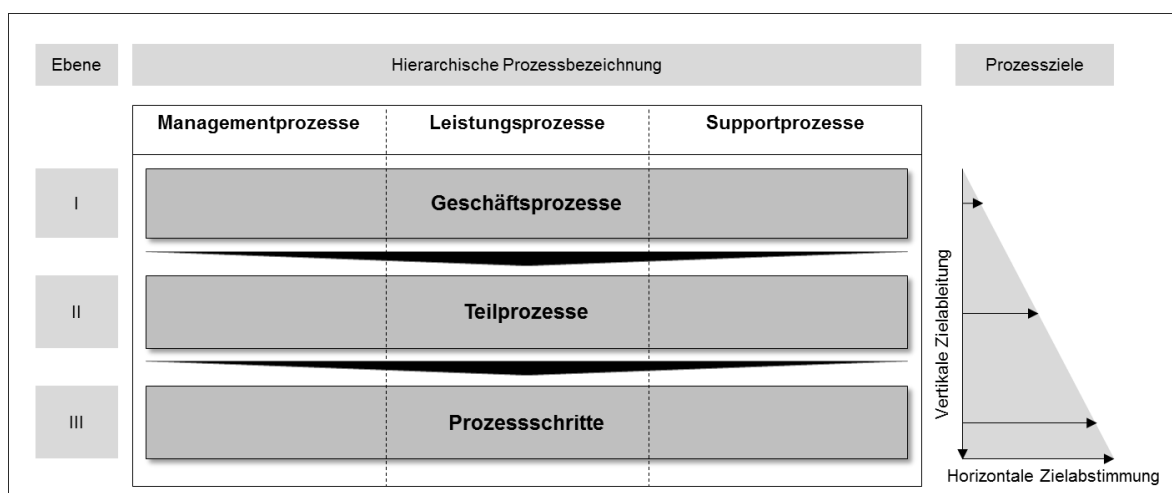 Ebene
Hierarchische Prozessbezeichnung
Prozessziele
Managementprozesse
Leistungsprozesse
Supportprozesse
I
Geschäftsprozesse
II
Teilprozesse
III
Prozessschritte
Vertikale Zielableitung
Horizontale Zielabstimmung